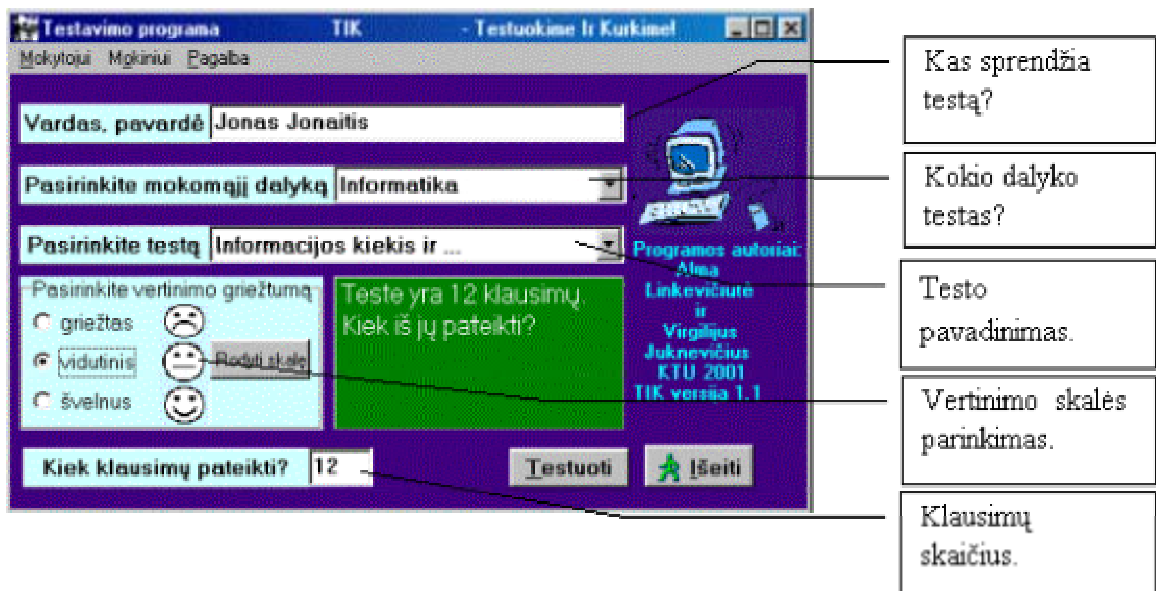 Testavimo programa TIK - Testuokime Ir Kurkime!
Mokytojui Mokiniui Pagalba
Vardas, pavardė Jonas Jonaitis
Pasirinkite mokomąjį dalyką Informatika
Pasirinkite testą Informacijos kiekis ir ...
Pasirinkite vertinimo griežtumą
griežtas
vidutinis
Rodyti skalę
švelnus
Teste yra 12 klausimų.
Kiek iš jų pateikti?
Programos autoriai:
Alma
Linkevičiutė
ir
Virgilijus
Juknevičius
KTU 2001
TIK versija 1.1
Kiek klausimų pateikti? 12
Testuoti
Išeiti
Kas sprendžia
testą?
Kokio dalyko
testas?
Testo
pavadinimas.
Vertinimo skalės
parinkimas.
Klausimų
skaičius.